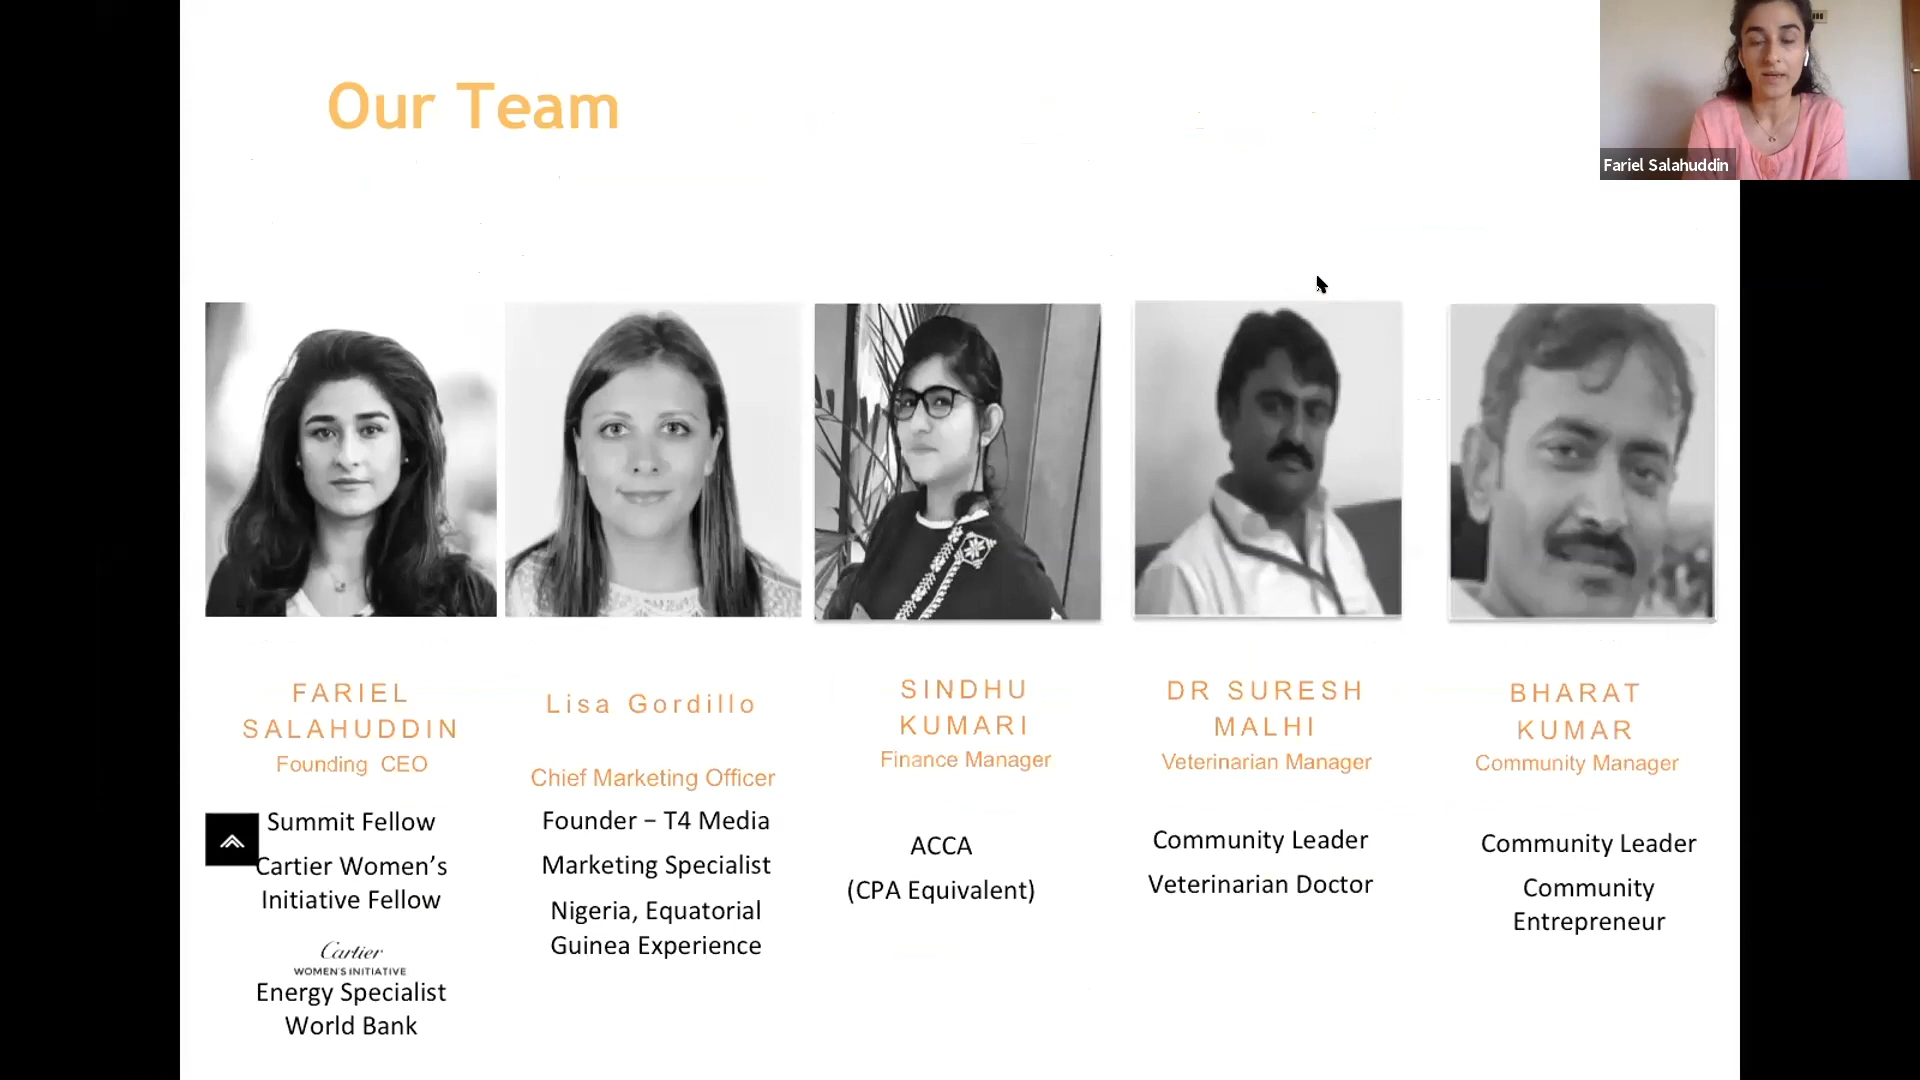 Our Team
Fariel Salahuddin
FARIEL
SALAHUDDIN
Founding CEO
Summit Fellow
Cartier Women’s
Initiative Fellow
Cartier
WOMEN'S INITIATIVE
Energy Specialist
World Bank
Lisa Gordillo
Chief Marketing Officer
Founder – T4 Media
Marketing Specialist
Nigeria, Equatorial
Guinea Experience
SINDHU
KUMARI
Finance Manager
ACCA
(CPA Equivalent)
DR SURESH
MALHI
Veterinarian Manager
Community Leader
Veterinarian Doctor
BHARAT
KUMAR
Community Manager
Community Leader
Community
Entrepreneur